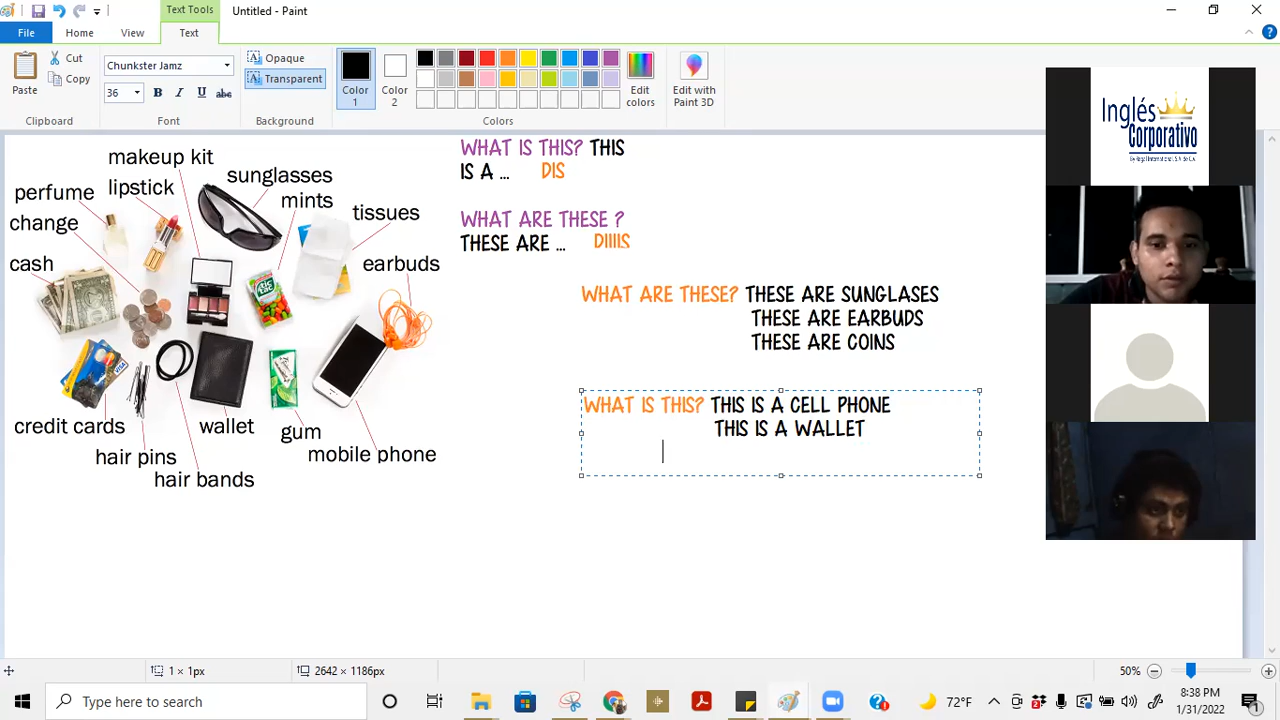 Text Tools
Untitled - Paint
File
Home
View
Text
Paste
Cut
Copy
Clipboard
Chunkster Jamz
36
B
I
U
abc
Font
Opaque
Transparent
Background
Color 1
Color 2
Edit colors
Edit with Paint 3D
Colors
makeup kit
lipstick
perfume
change
cash
sunglasses
mints
tissues
earbuds
credit cards
hair pins
hair bands
wallet
gum
mobile phone
WHAT IS THIS? THIS
IS A ... DIS
WHAT ARE THESE ?
THESE ARE ... DIIIIS
WHAT ARE THESE? THESE ARE SUNGLASES
THESE ARE EARBUDS
THESE ARE COINS
WHAT IS THIS? THIS IS A CELL PHONE
THIS IS A WALLET
Inglés
Corporativo
1 × 1px
2642 × 1186px
50%
Type here to search
72°F
8:38 PM
1/31/2022